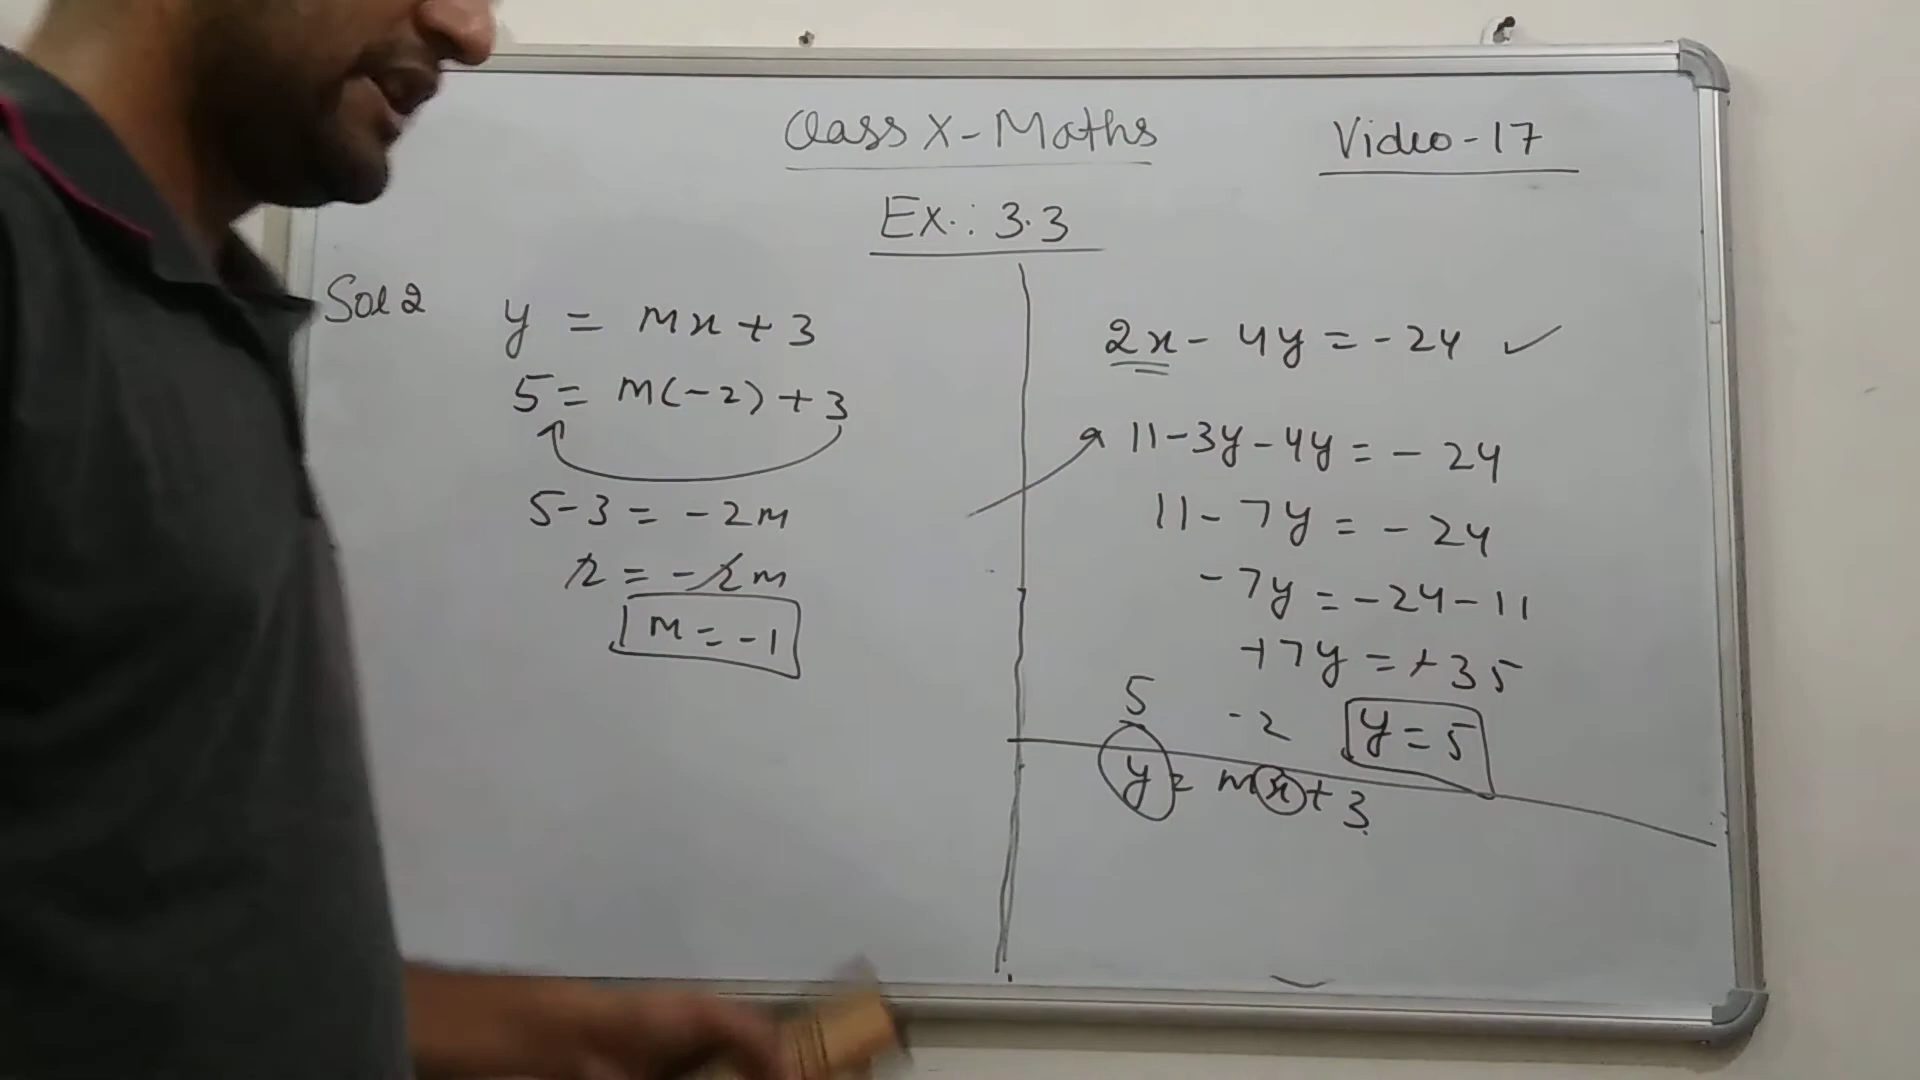 Class X - Maths
Video - 17
Ex. : 3.3
Sol 2
y = mx + 3
5 = m(-2) + 3
5 - 3 = -2m
2 = -2m
m = -1
2x - 4y = -24 ✓
11 - 3y - 4y = -24
11 - 7y = -24
-7y = -24 - 11
+7y = +35
y = 5
5 -2
y = mx + 3